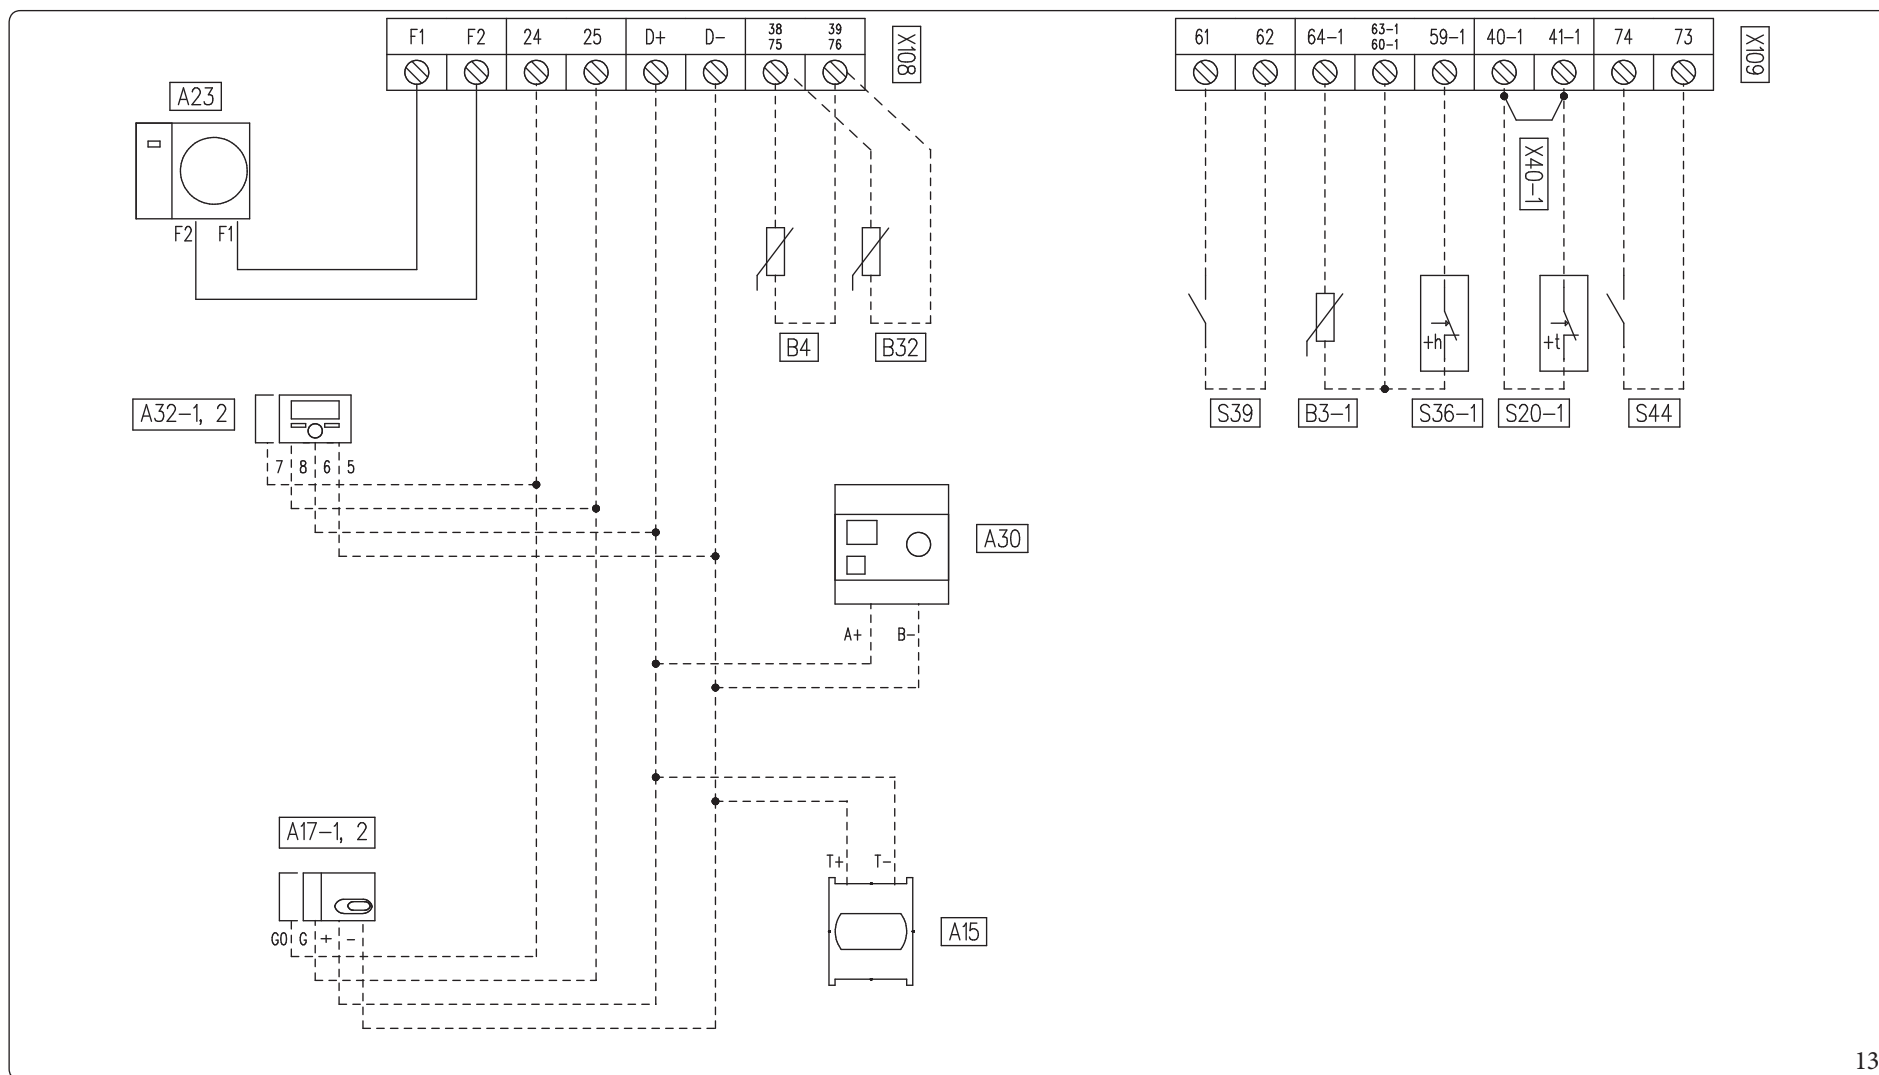 F1 F2 24 25 D+ D- 38 75 39 76
X108
61 62 64-1 63-1 60-1 59-1 40-1 41-1 74 73
X109
A23
F2 F1
X40-1
B4
B32
+h
+t
A32-1, 2
S39
B3-1
S36-1
S20-1
S44
7 8 6 5
A30
A+ B-
A17-1, 2
T+ T-
G0 G + -
A15
13